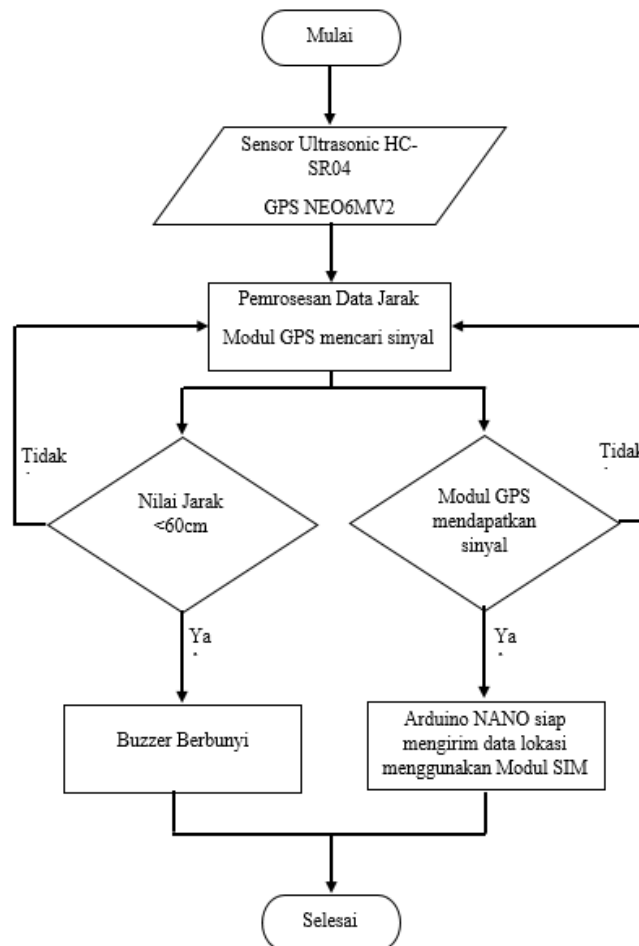 Mulai
Sensor Ultrasonic HC-
SR04
GPS NEO6MV2
Pemrosesan Data Jarak
Modul GPS mencari sinyal
Tidak
Tidak
Nilai Jarak
<60cm
Modul GPS
mendapatkan
sinyal
Ya
Ya
Buzzer Berbunyi
Arduino NANO siap
mengirim data lokasi
menggunakan Modul SIM
Selesai